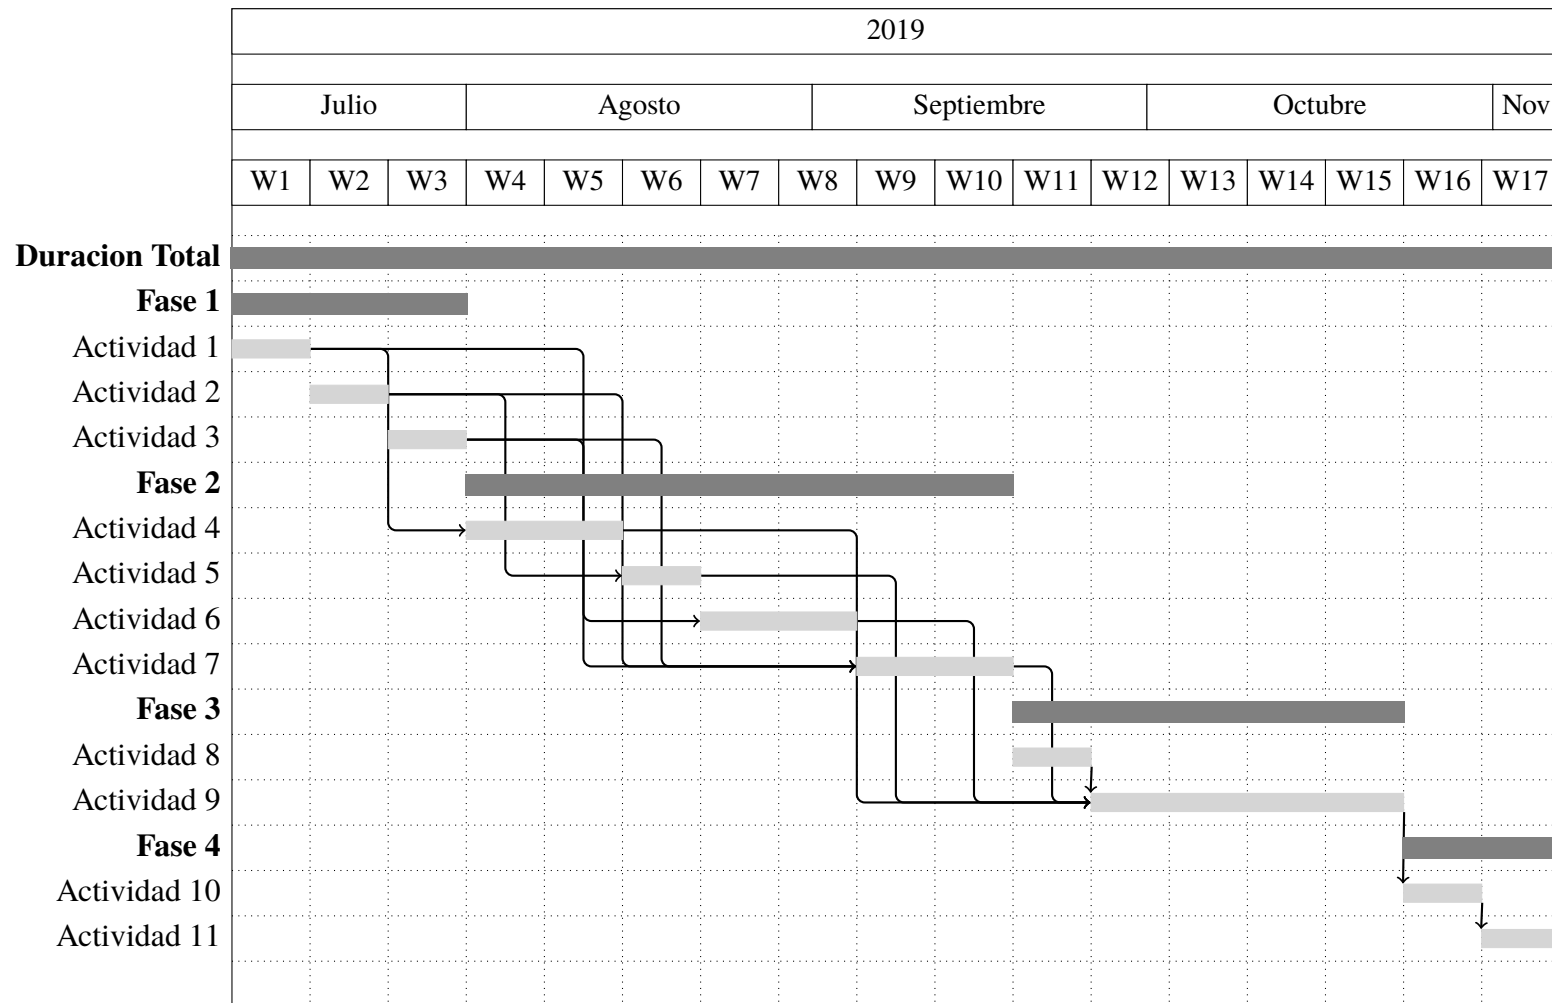 2019
Julio Agosto Septiembre Octubre Nov
W1 W2 W3 W4 W5 W6 W7 W8 W9 W10 W11 W12 W13 W14 W15 W16 W17
Duracion Total
Fase 1
Actividad 1
Actividad 2
Actividad 3
Fase 2
Actividad 4
Actividad 5
Actividad 6
Actividad 7
Fase 3
Actividad 8
Actividad 9
Fase 4
Actividad 10
Actividad 11